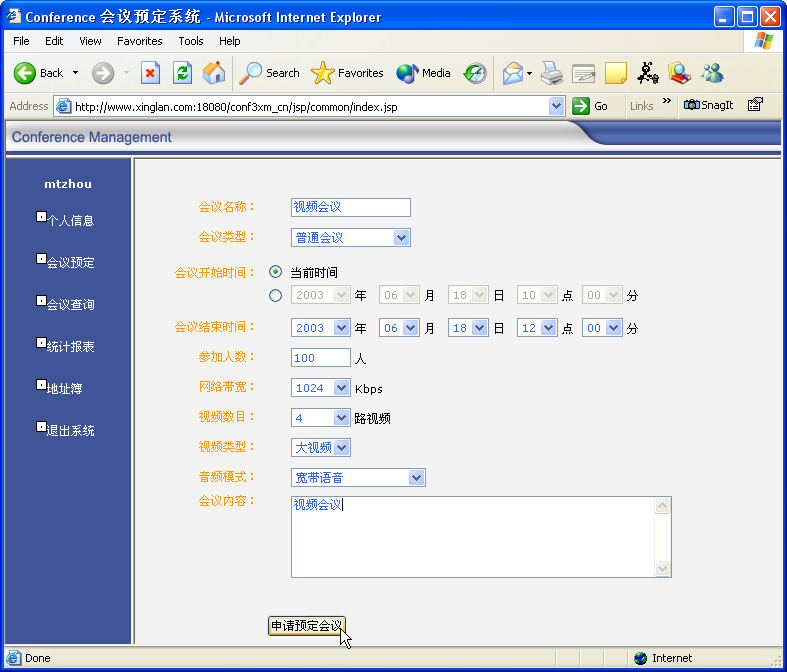 Conference 会议预定系统 - Microsoft Internet Explorer
File Edit View Favorites Tools Help
Back Search Favorites Media
Address http://www.xinglan.com:18080/conf3xm_cn/jsp/common/index.jsp Go Links » SnagIt
Conference Management
mtzhou
个人信息
会议预定
会议查询
统计报表
地址簿
退出系统
会议名称： 视频会议
会议类型： 普通会议
会议开始时间： 当前时间
2003 年 06 月 18 日 10 点 00 分
会议结束时间： 2003 年 06 月 18 日 12 点 00 分
参加人数： 100 人
网络带宽： 1024 Kbps
视频数目： 4 路视频
视频类型： 大视频
音频模式： 宽带语音
会议内容： 视频会议
申请预定会议
Done Internet